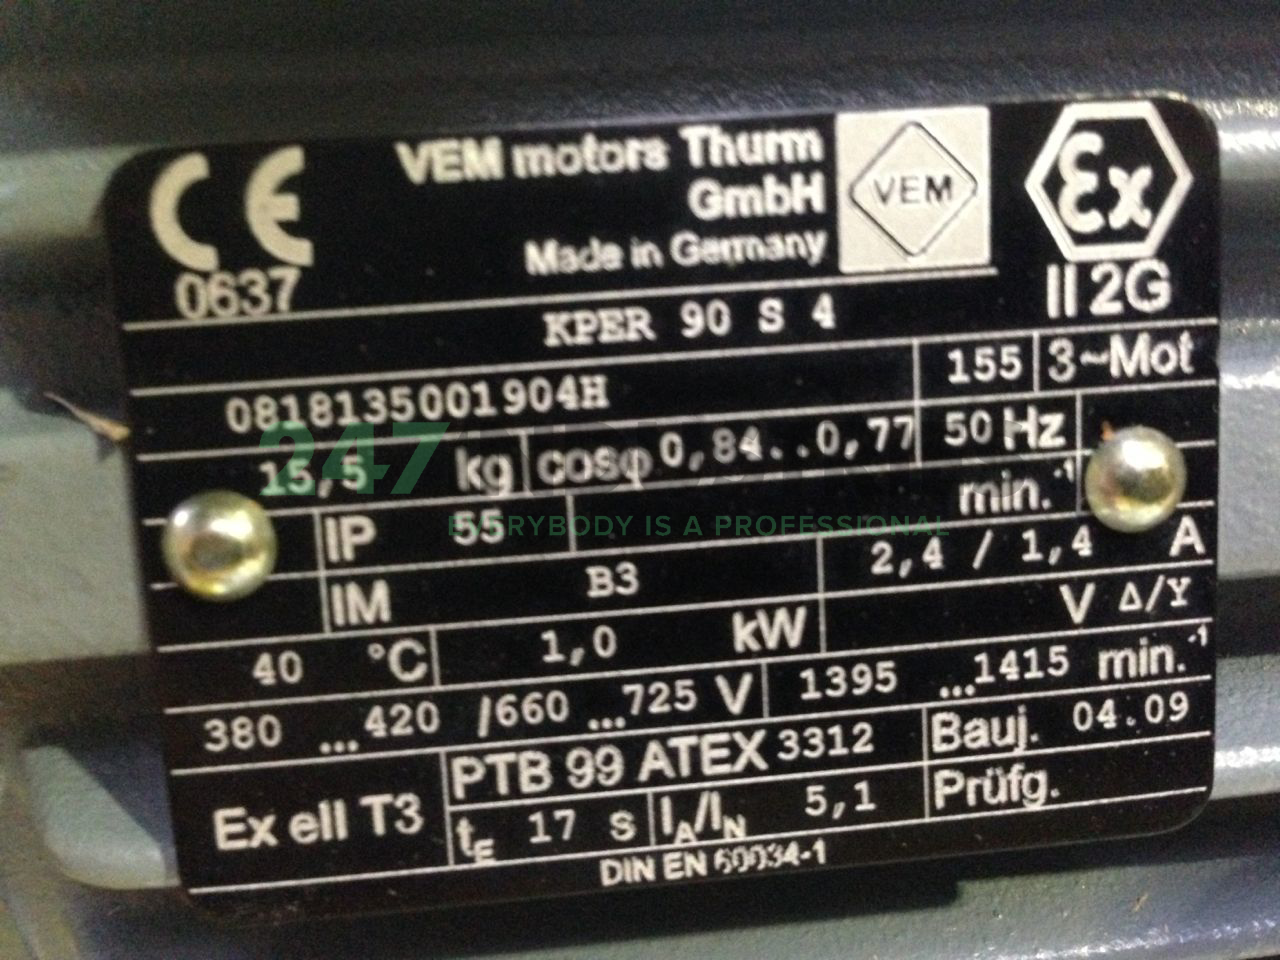 CE VEM motors Thurm
GmbH VEM Ex
Made in Germany
0637 II 2G
KPER 90 S 4
155 3~Mot
0818135001904H
15,5 kg cosφ 0,84..0,77 50 Hz
247
EVERYBODY IS A PROFESSIONAL
IP 55 min.⁻¹
IM B3 2,4 / 1,4 A
40 °C 1,0 kW V Δ/Y
380 ...420 /660 ...725 V 1395 ...1415 min.⁻¹
Ex eII T3 PTB 99 ATEX 3312 Bauj. 04.09
tE 17 s IA/IN 5,1 Prüfg.
DIN EN 60034-1